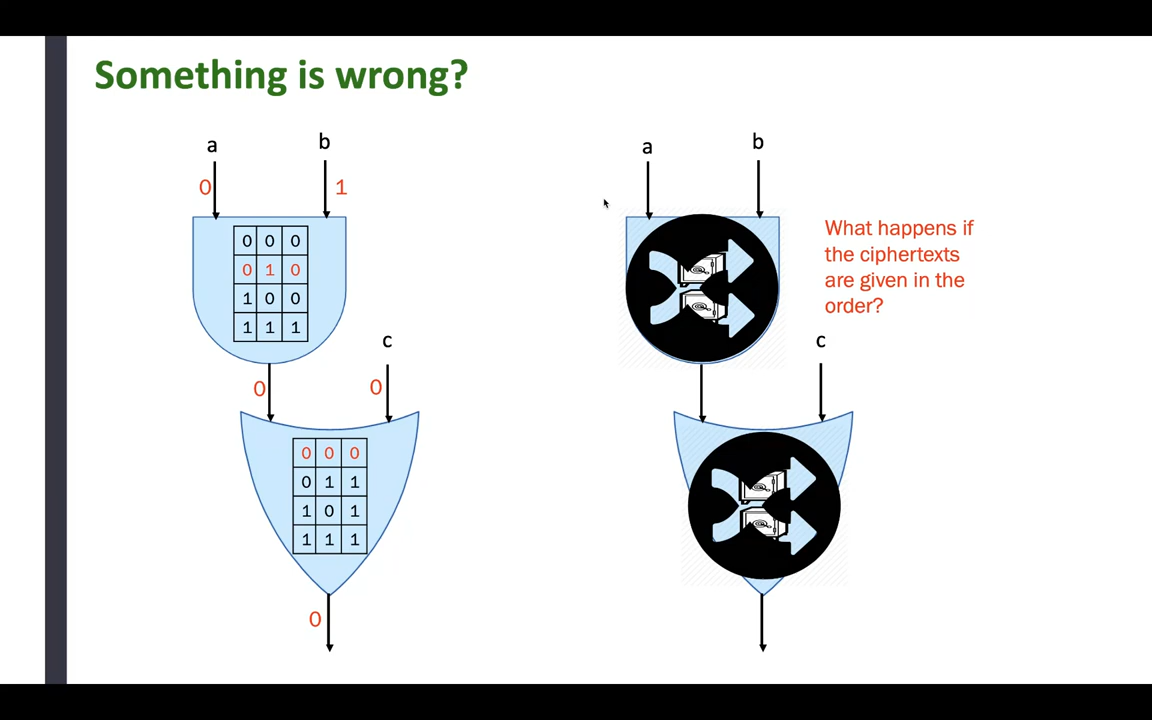 Something is wrong?
a
b
0
1
0 0 0
0 1 0
1 0 0
1 1 1
c
0
0
0 0 0
0 1 1
1 0 1
1 1 1
0
a
b
What happens if
the ciphertexts
are given in the
order?
c